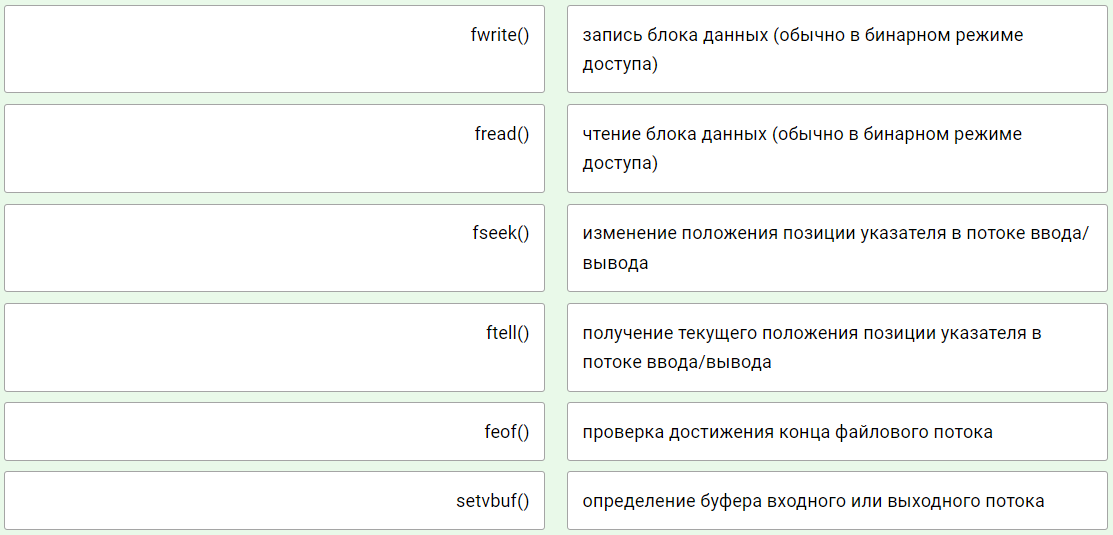 fwrite()
запись блока данных (обычно в бинарном режиме
доступа)
fread()
чтение блока данных (обычно в бинарном режиме
доступа)
fseek()
изменение положения позиции указателя в потоке ввода/
вывода
ftell()
получение текущего положения позиции указателя в
потоке ввода/вывода
feof()
проверка достижения конца файлового потока
setvbuf()
определение буфера входного или выходного потока